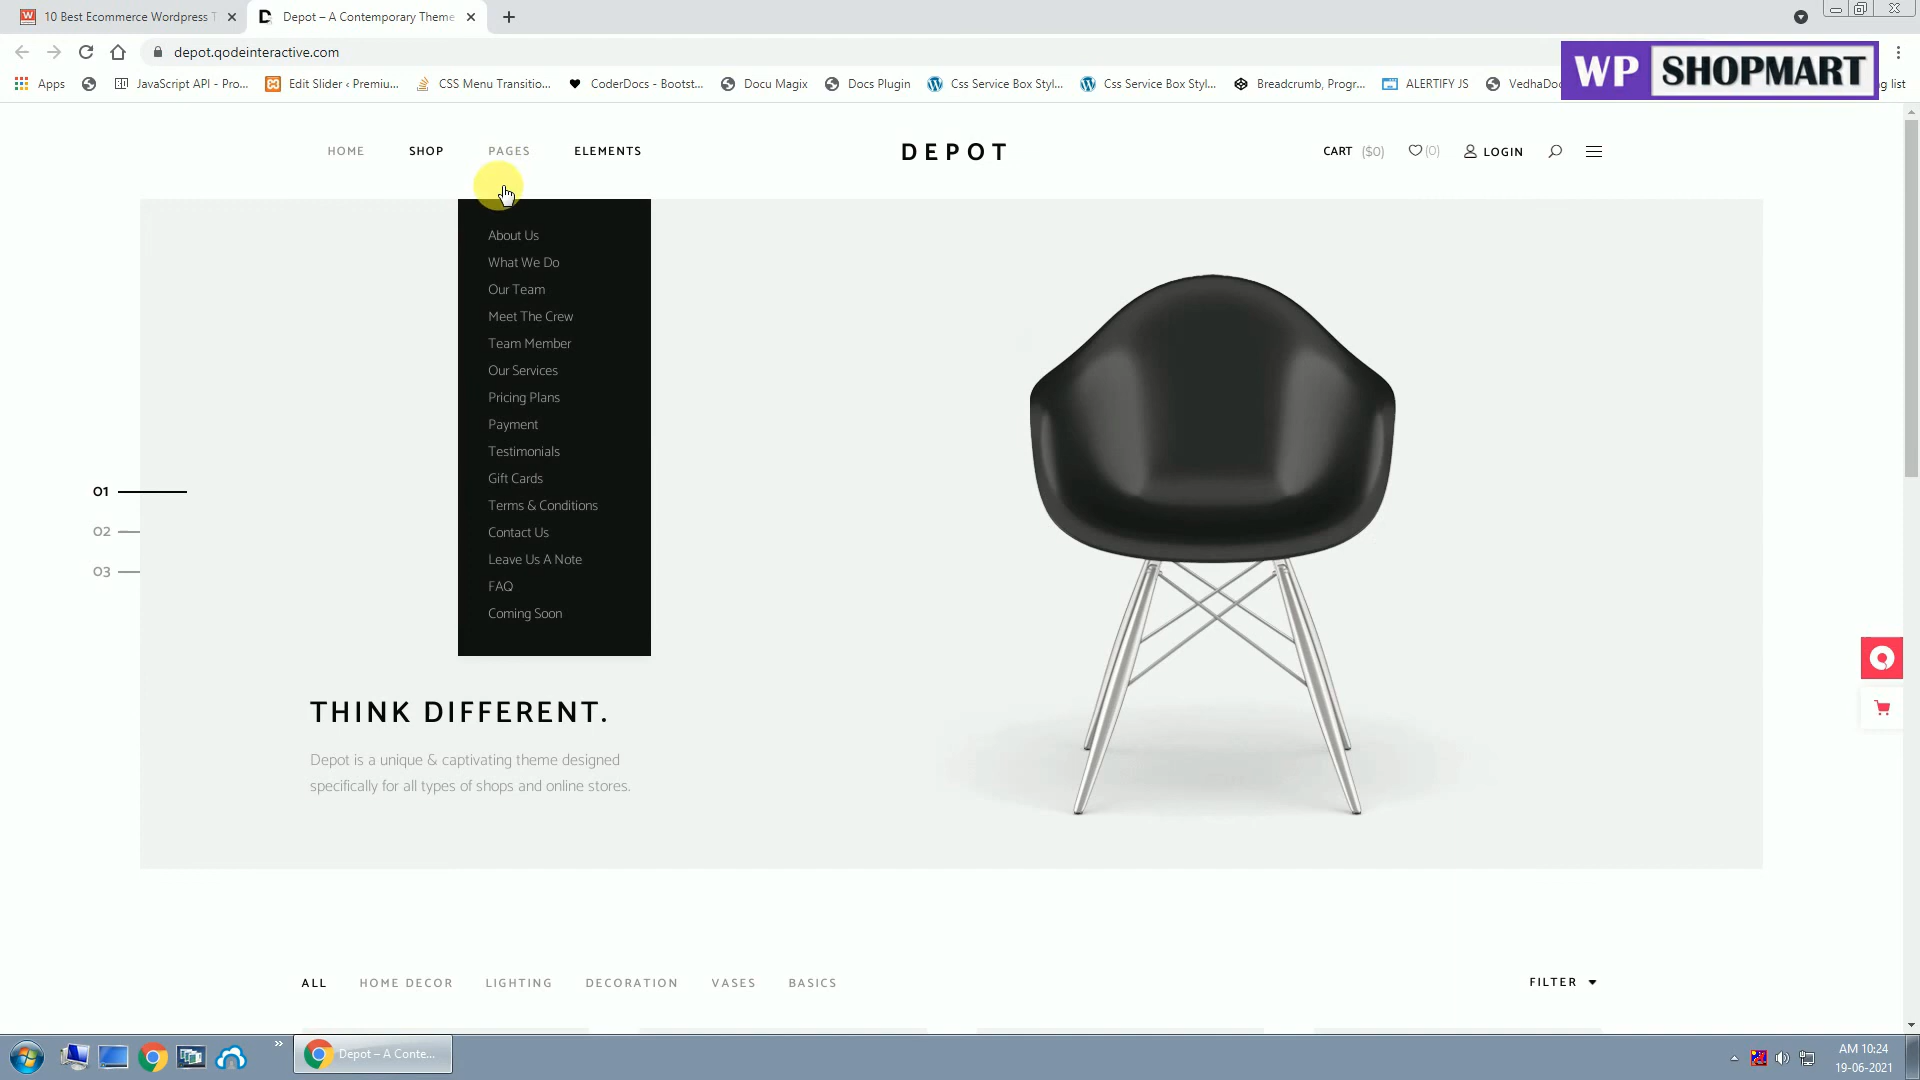 10 Best Ecommerce Wordpress T
Depot – A Contemporary Theme
depot.qodeinteractive.com
WP SHOPMART
Apps
JavaScript API - Pro...
Edit Slider ‹ Premiu...
CSS Menu Transitio...
CoderDocs - Bootst...
Docu Magix
Docs Plugin
Css Service Box Styl...
Css Service Box Styl...
Breadcrumb, Progr...
ALERTIFY JS
VedhaDoc
g list
HOME
SHOP
PAGES
ELEMENTS
DEPOT
CART ($0)
(0)
LOGIN
About Us
What We Do
Our Team
Meet The Crew
Team Member
Our Services
Pricing Plans
Payment
Testimonials
Gift Cards
Terms & Conditions
Contact Us
Leave Us A Note
FAQ
Coming Soon
01
02
03
THINK DIFFERENT.
Depot is a unique & captivating theme designed
specifically for all types of shops and online stores.
ALL
HOME DECOR
LIGHTING
DECORATION
VASES
BASICS
FILTER
Depot – A Conte...
AM 10:24
19-06-2021